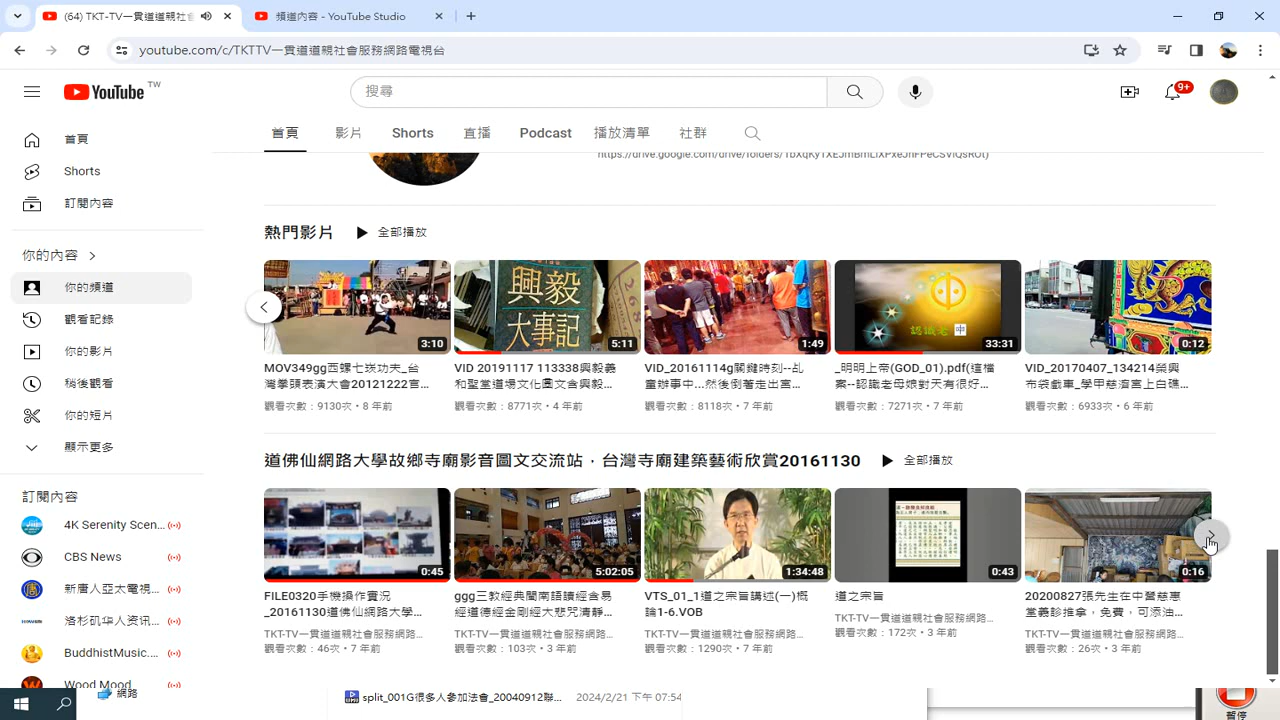 (64) TKT-TV一貫道道親社會
頻道內容 - YouTube Studio
youtube.com/c/TKTTV一貫道道親社會服務網路電視台
YouTube TW
搜尋
9+
首頁
影片
Shorts
直播
Podcast
播放清單
社群
首頁
Shorts
訂閱內容
你的內容
你的頻道
觀看記錄
你的影片
稍後觀看
你的短片
顯示更多
訂閱內容
4K Serenity Scen...
CBS News
新唐人亞太電視...
洛杉矶华人资讯...
BuddhistMusic....
Wood Mood
熱門影片
全部播放
3:10
興毅
大事記
5:11
1:49
認識老中
33:31
0:12
MOV349gg西螺七崁功夫_台
灣拳頭表演大會20121222官...
觀看次數：9130次・8 年前
VID 20191117 113338興毅義
和聖堂道場文化圖文含興毅...
觀看次數：8771次・4 年前
VID_20161114g關鍵時刻--乩
童辦事中...然後倒著走出宮...
觀看次數：8118次・7 年前
_明明上帝(GOD_01).pdf(這檔
案--認識老母娘對天有很好...
觀看次數：7271次・7 年前
VID_20170407_134214榮興
布袋戲車_學甲慈濟宮上白礁...
觀看次數：6933次・6 年前
道佛仙網路大學故鄉寺廟影音圖文交流站．台灣寺廟建築藝術欣賞20161130
全部播放
0:45
5:02:05
1:34:48
0:43
0:16
FILE0320手機操作實況
_20161130道佛仙網路大學...
TKT-TV一貫道道親社會服務網路...
觀看次數：46次・7 年前
ggg三教經典閩南語讀經含易
經道德經金剛經大悲咒清靜...
TKT-TV一貫道道親社會服務網路...
觀看次數：103次・3 年前
VTS_01_1道之宗旨講述(一)概
論1-6.VOB
TKT-TV一貫道道親社會服務網路...
觀看次數：1290次・7 年前
道之宗旨
TKT-TV一貫道道親社會服務網路...
觀看次數：172次・3 年前
20200827張先生在中營慈惠
堂義診推拿，免費，可添油...
TKT-TV一貫道道親社會服務網路...
觀看次數：26次・3 年前
網路
split_001G很多人參加法會_20040912聯...
2024/2/21 下午 07:54
暫停